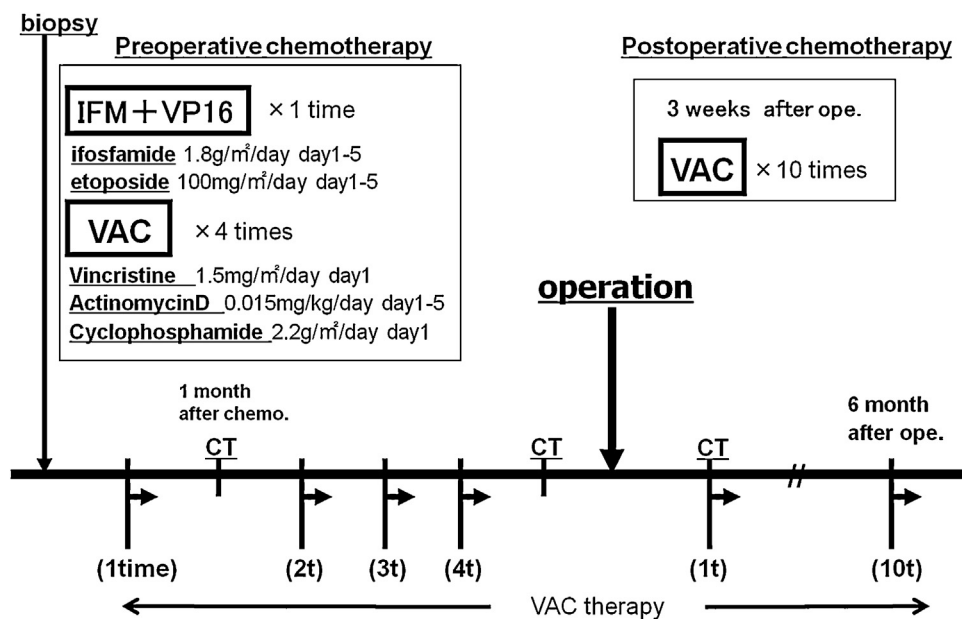 biopsy
Preoperative chemotherapy
IFM＋VP16 ×1 time
ifosfamide 1.8g/㎡/day day1-5
etoposide 100mg/㎡/day day1-5
VAC ×4 times
Vincristine 1.5mg/㎡/day day1
ActinomycinD 0.015mg/kg/day day1-5
Cyclophosphamide 2.2g/㎡/day day1
Postoperative chemotherapy
3 weeks after ope.
VAC ×10 times
operation
1 month
after chemo.
6 month
after ope.
CT CT CT
(1time) (2t) (3t) (4t) (1t) (10t)
VAC therapy